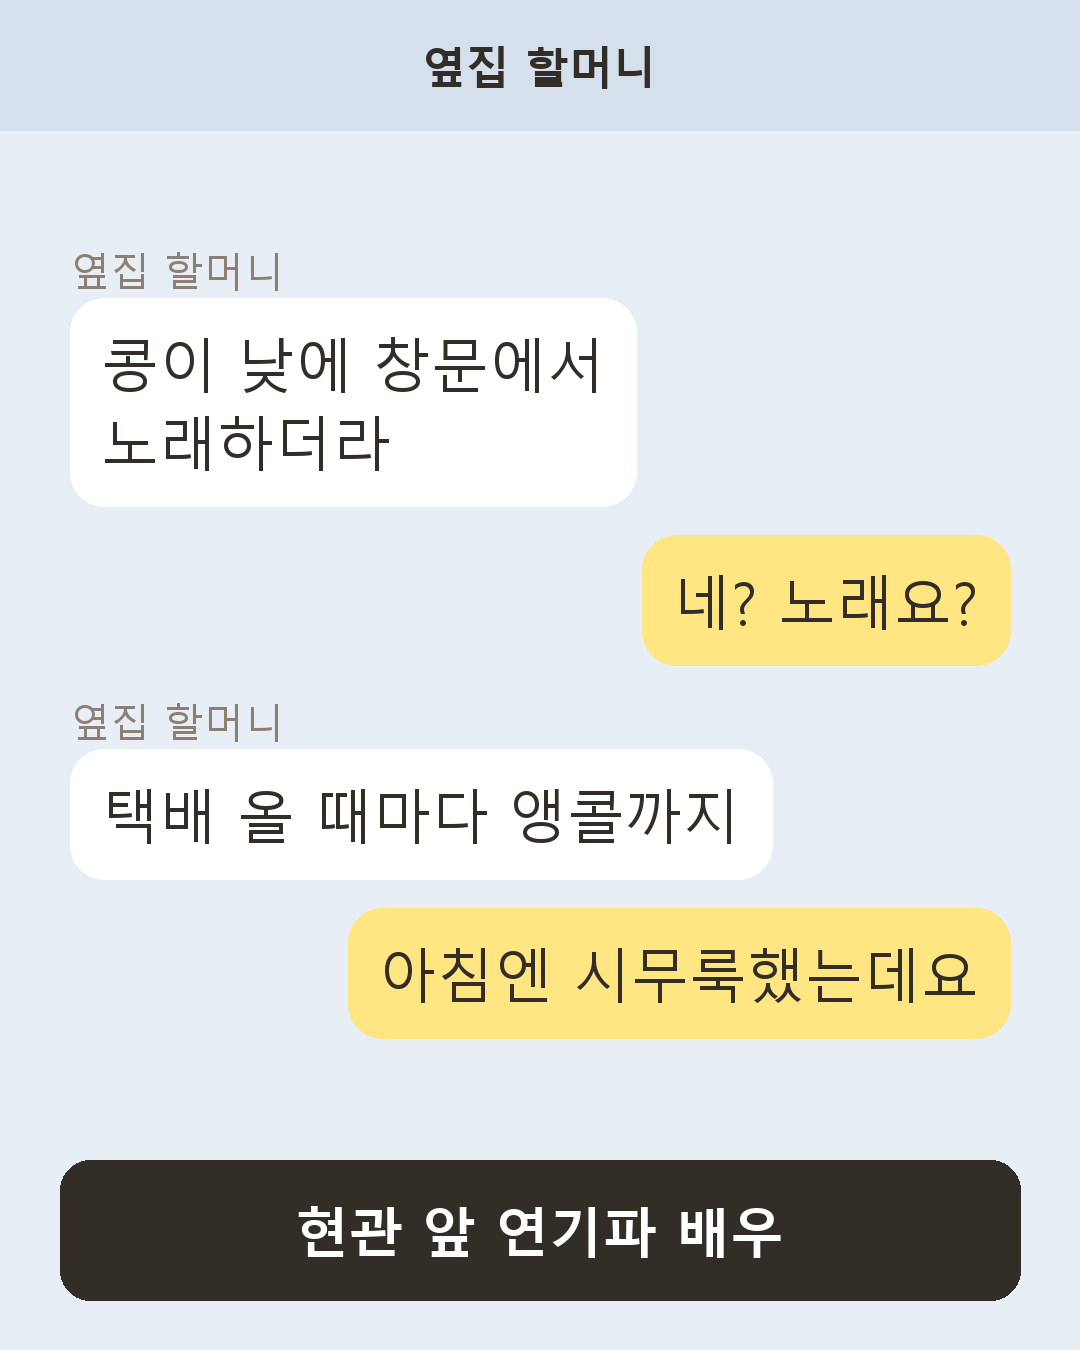 옆집 할머니
옆집 할머니
콩이 낮에 창문에서
노래하더라
네? 노래요?
옆집 할머니
택배 올 때마다 앵콜까지
아침엔 시무룩했는데요
현관 앞 연기파 배우